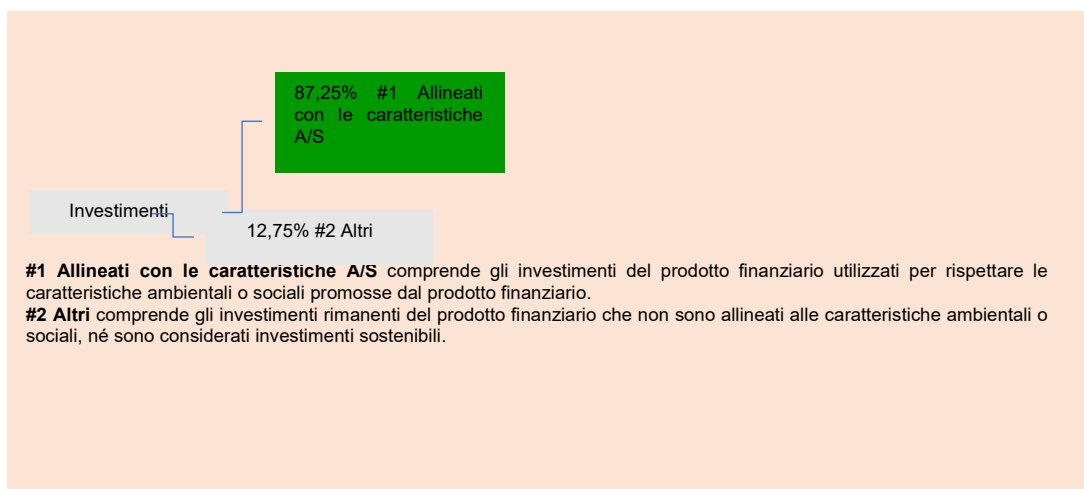 87,25% #1 Allineati
con le caratteristiche
A/S
Investimenti
12,75% #2 Altri
#1 Allineati con le caratteristiche A/S comprende gli investimenti del prodotto finanziario utilizzati per rispettare le
caratteristiche ambientali o sociali promosse dal prodotto finanziario.
#2 Altri comprende gli investimenti rimanenti del prodotto finanziario che non sono allineati alle caratteristiche ambientali o
sociali, né sono considerati investimenti sostenibili.